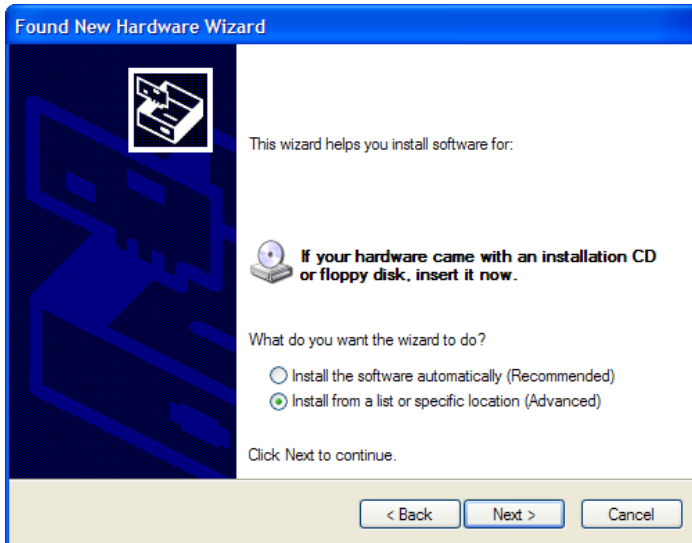 Found New Hardware Wizard
This wizard helps you install software for:
If your hardware came with an installation CD
or floppy disk, insert it now.
What do you want the wizard to do?
Install the software automatically (Recommended)
Install from a list or specific location (Advanced)
Click Next to continue.
< Back Next > Cancel